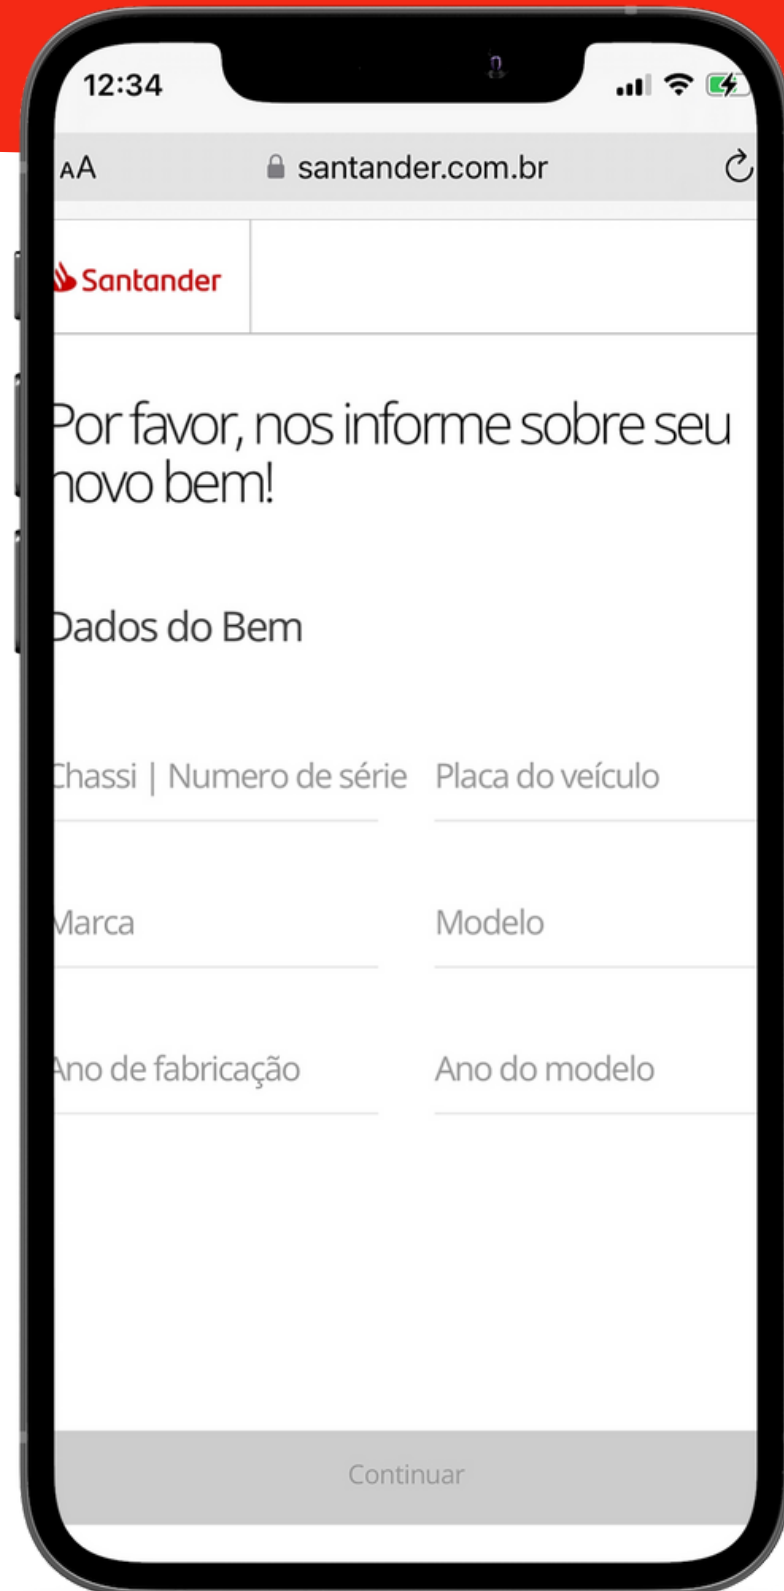 12:34
AA santander.com.br
Santander
Por favor, nos informe sobre seu
novo bem!
Dados do Bem
Chassi | Numero de série Placa do veículo
Marca Modelo
Ano de fabricação Ano do modelo
Continuar